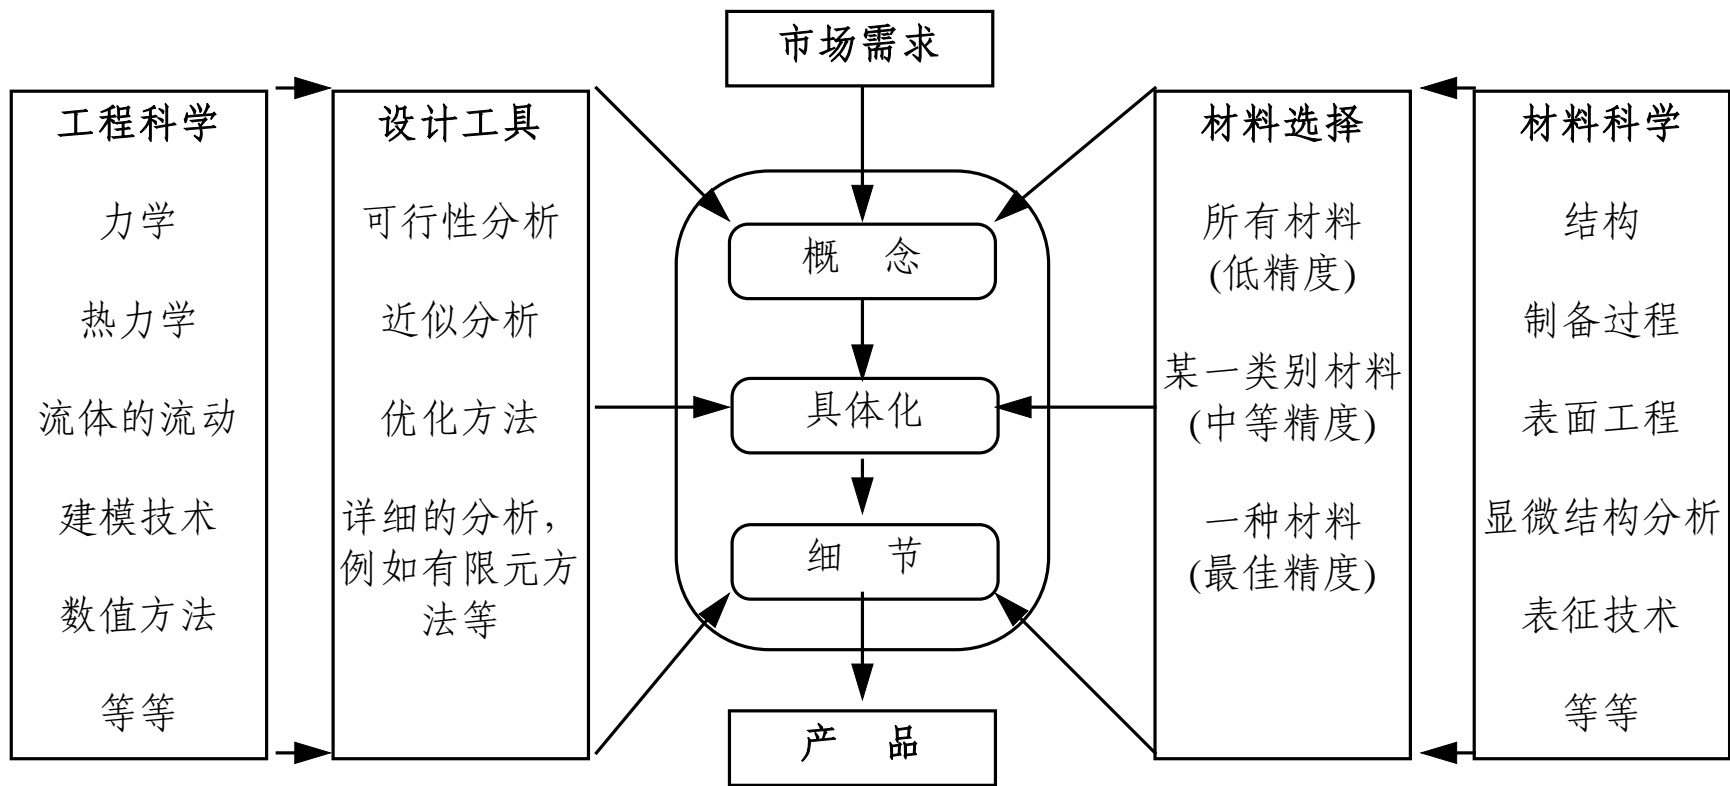 市场需求
工程科学
力学
热力学
流体的流动
建模技术
数值方法
等等
设计工具
可行性分析
近似分析
优化方法
详细的分析，
例如有限元方
法等
概 念
具体化
细 节
产 品
材料选择
所有材料
(低精度)
某一类别材料
(中等精度)
一种材料
(最佳精度)
材料科学
结构
制备过程
表面工程
显微结构分析
表征技术
等等